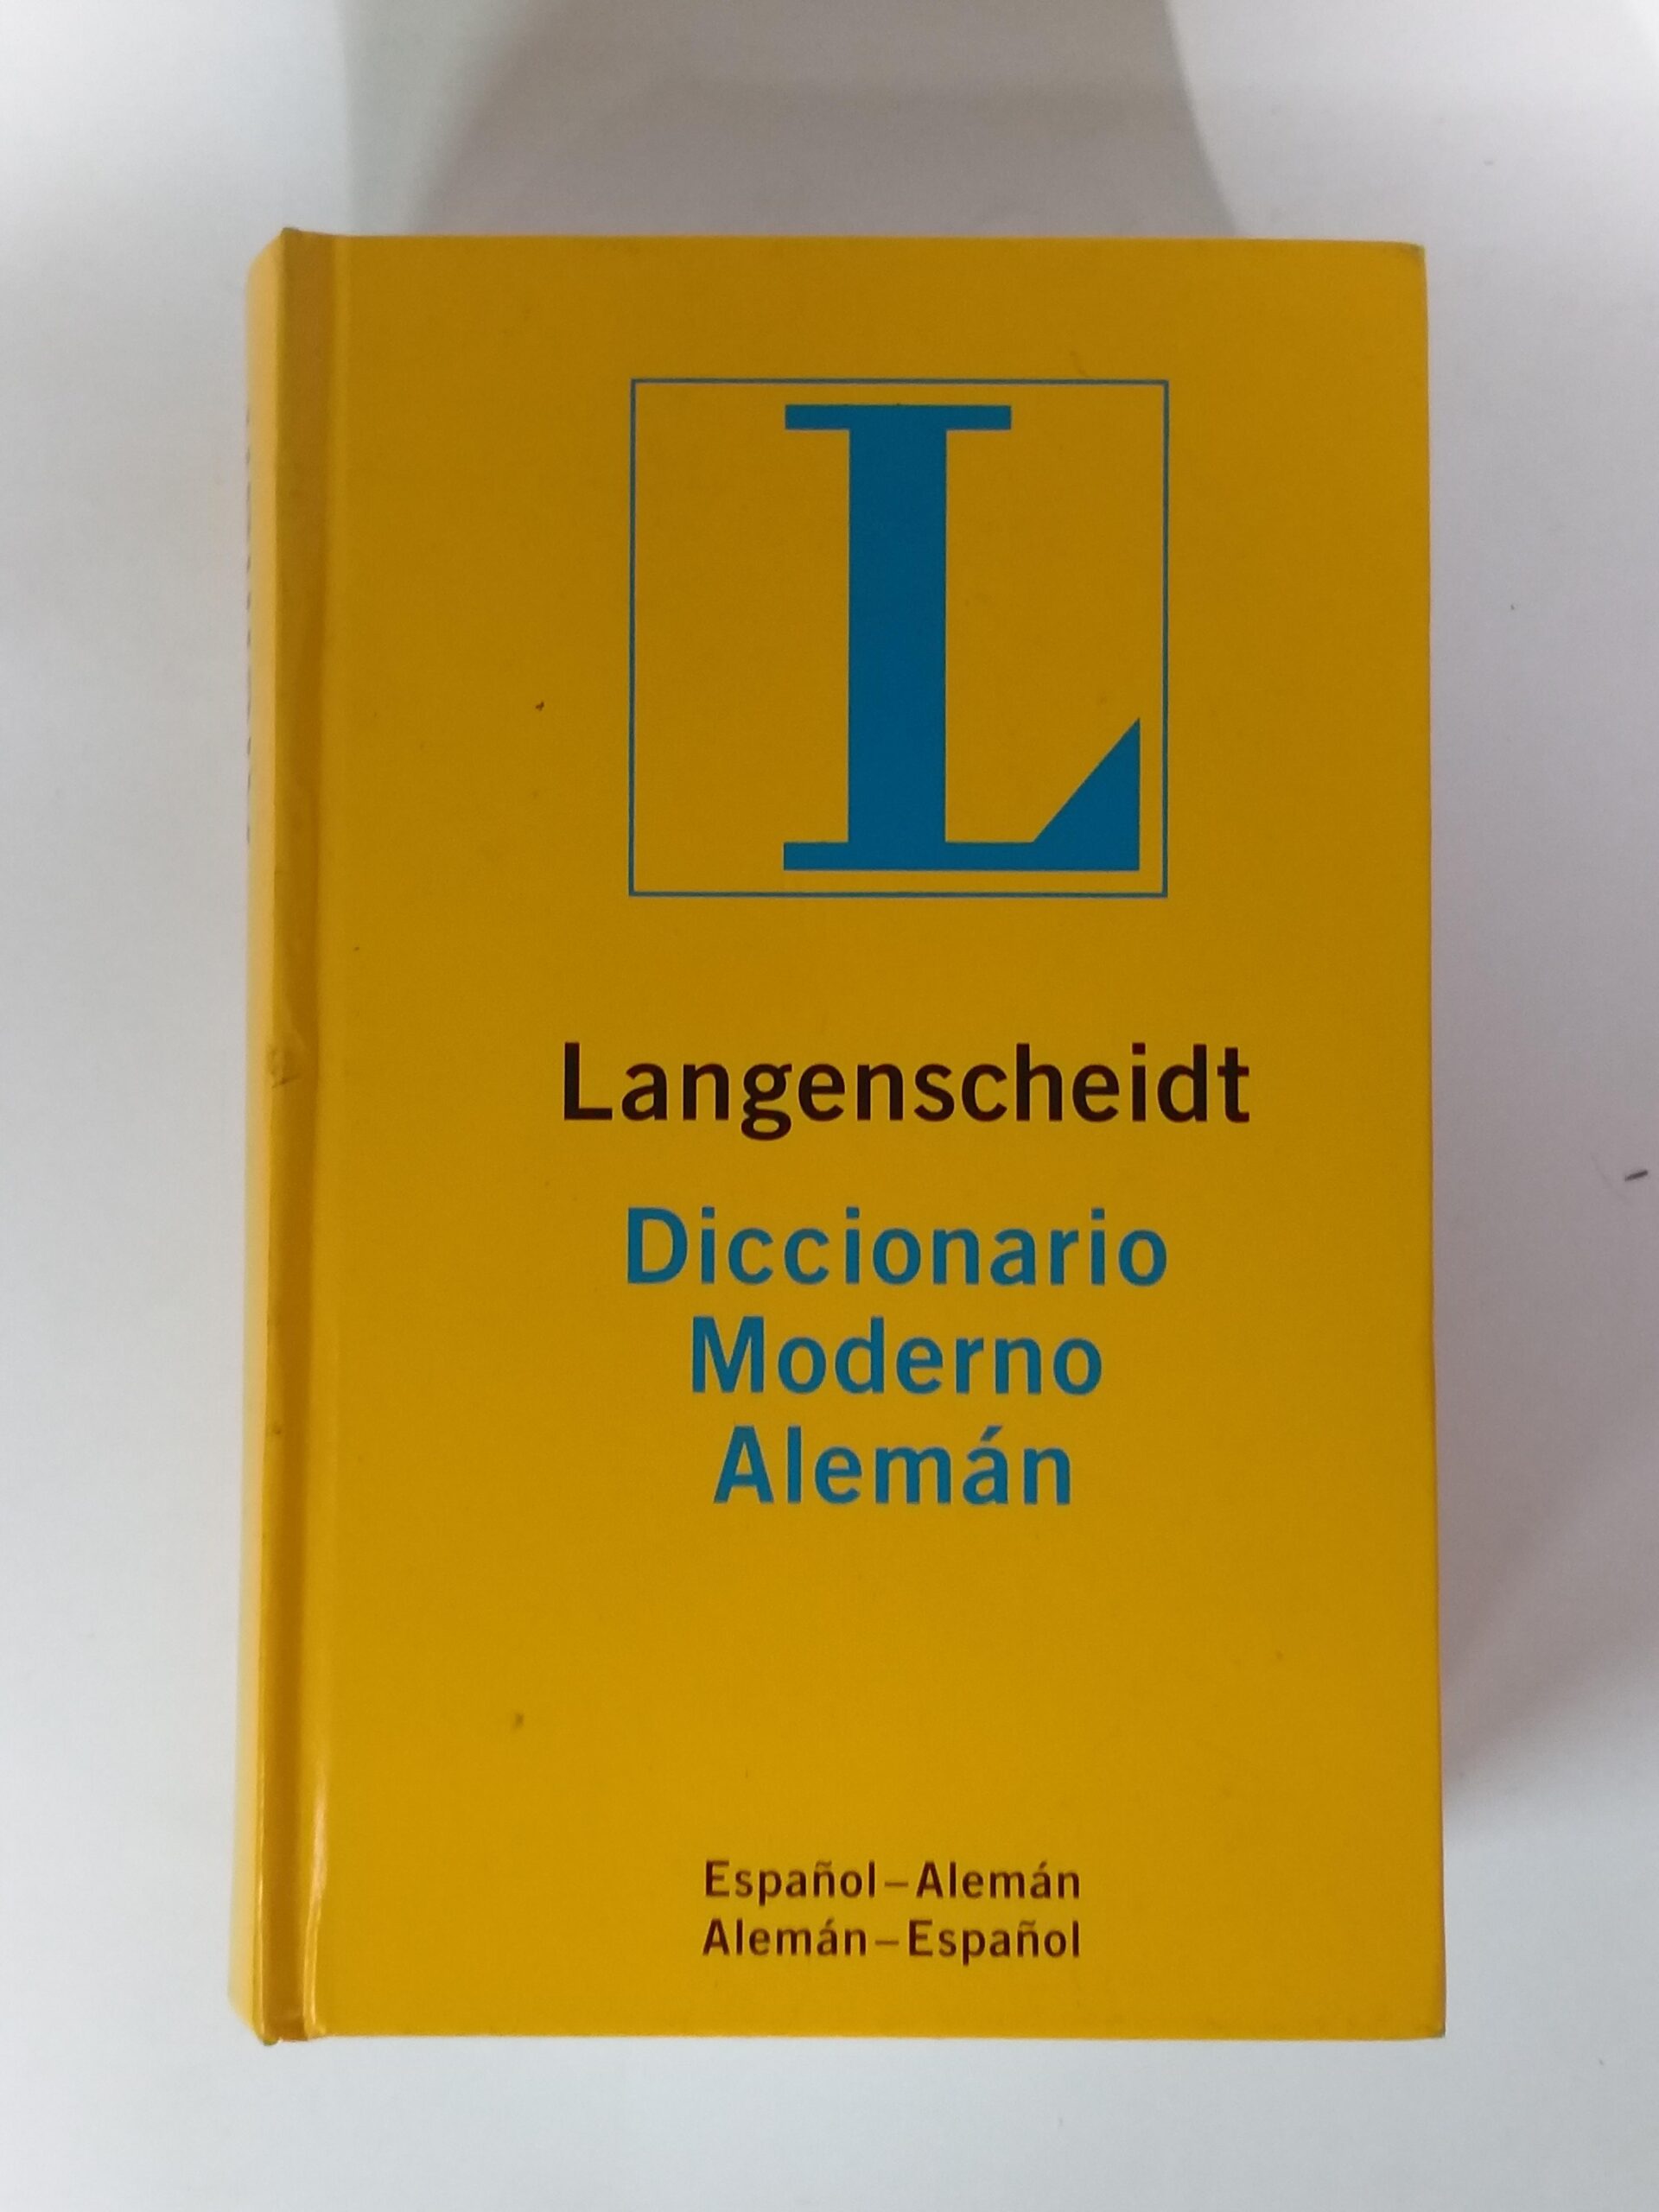 L
Langenscheidt
Diccionario
Moderno
Alemán
Español–Alemán
Alemán–Español